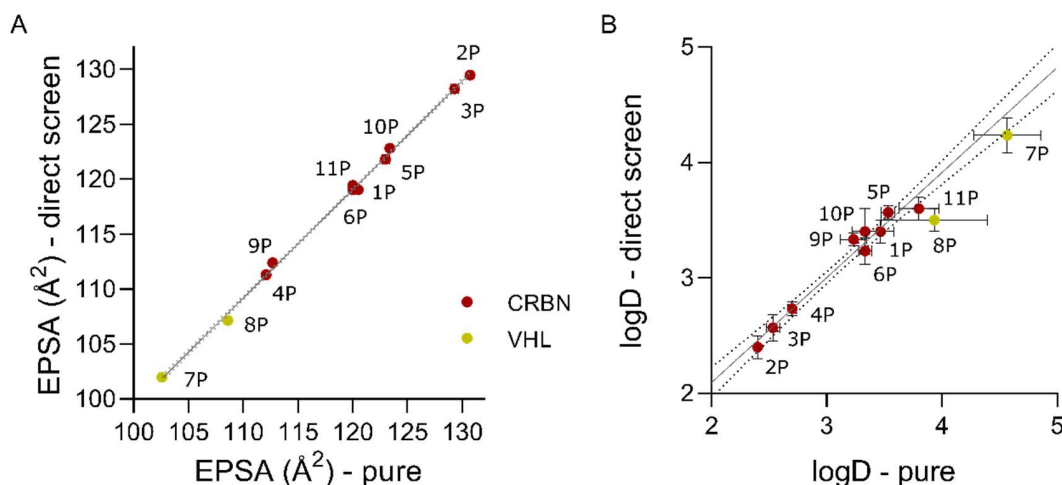 A
EPSA (Å²) - direct screen
130
125
120
115
110
105
100
2P
3P
10P
5P
11P
1P
6P
9P
4P
8P
7P
CRBN
VHL
100 105 110 115 120 125 130
EPSA (Å²) - pure
B
logD - direct screen
5
4
3
2
7P
5P
11P
10P
8P
9P
1P
6P
4P
3P
2P
2 3 4 5
logD - pure